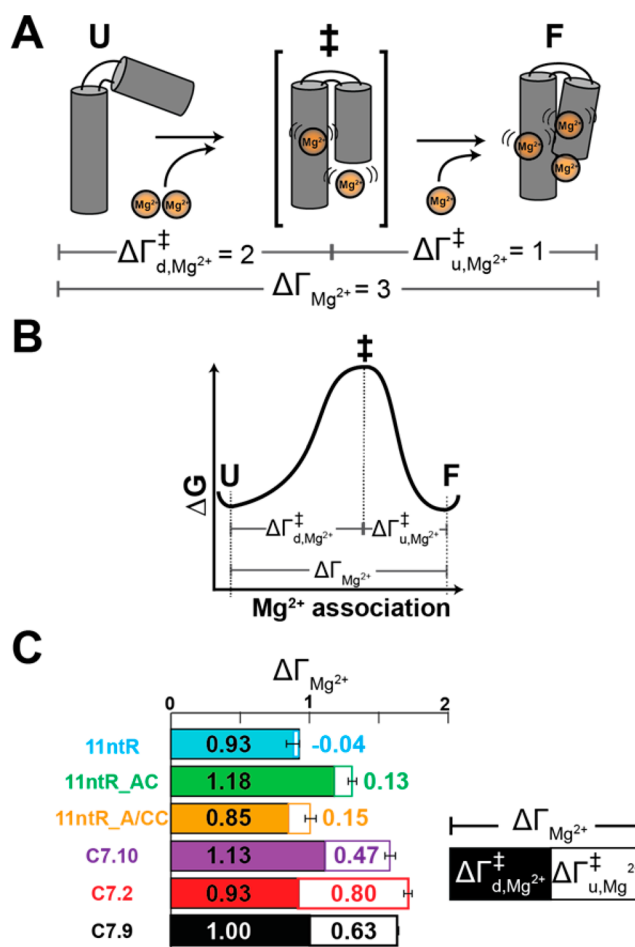 A
U
‡
F
Mg²⁺
Mg²⁺
Mg²⁺
Mg²⁺ Mg²⁺
Mg²⁺
Mg²⁺
Mg²⁺
Mg²⁺
ΔΓ‡d,Mg²⁺ = 2
ΔΓ‡u,Mg²⁺ = 1
ΔΓMg²⁺ = 3
B
‡
U
F
ΔG
ΔΓ‡d,Mg²⁺
ΔΓ‡u,Mg²⁺
ΔΓMg²⁺
Mg²⁺ association
C
ΔΓMg²⁺
0 1 2
11ntR 0.93 -0.04
11ntR_AC 1.18 0.13
11ntR_A/CC 0.85 0.15
C7.10 1.13 0.47
C7.2 0.93 0.80
C7.9 1.00 0.63
ΔΓMg²⁺
ΔΓ‡d,Mg²⁺ ΔΓ‡u,Mg²